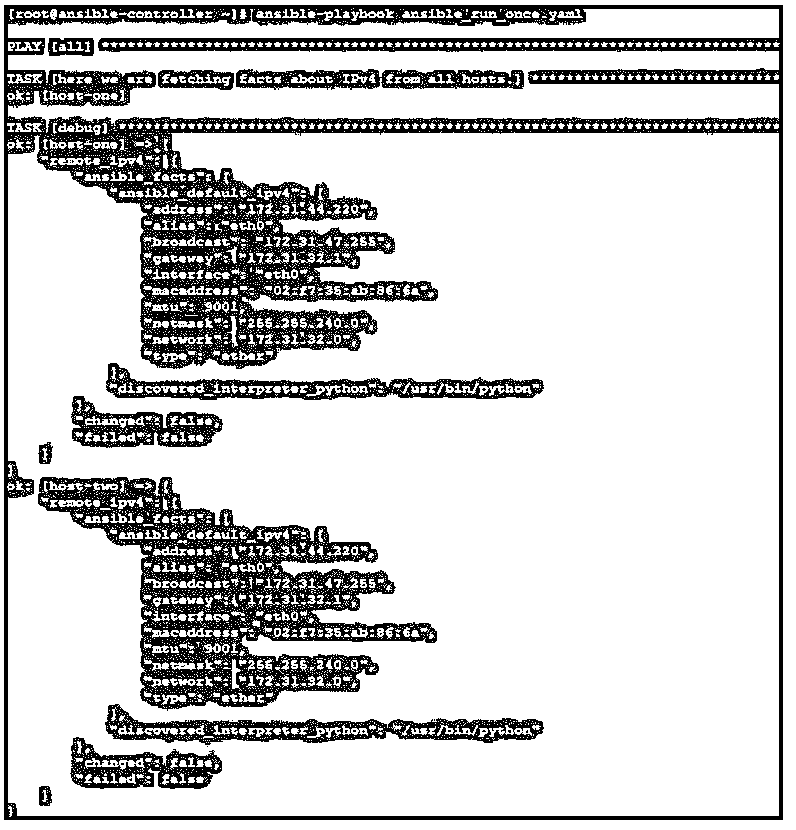 [root@ansible-controller ~]# ansible-playbook ansible_run_once.yaml
PLAY [all] ****************************************************************************
TASK [here we are fetching facts about IPv4 from all hosts.] ******************************
ok: [host-one]
TASK [debug] **************************************************************************
ok: [host-one] => {
"remote_ipv4": {
"ansible_facts": {
"ansible_default_ipv4": {
"address": "172.31.44.220",
"alias": "eth0",
"broadcast": "172.31.47.255",
"gateway": "172.31.32.1",
"interface": "eth0",
"macaddress": "02:f7:35:ab:86:6a",
"mtu": 9001,
"netmask": "255.255.240.0",
"network": "172.31.32.0",
"type": "ether"
},
"discovered_interpreter_python": "/usr/bin/python"
},
"changed": false,
"failed": false
}
}
ok: [host-two] => {
"remote_ipv4": {
"ansible_facts": {
"ansible_default_ipv4": {
"address": "172.31.44.220",
"alias": "eth0",
"broadcast": "172.31.47.255",
"gateway": "172.31.32.1",
"interface": "eth0",
"macaddress": "02:f7:35:ab:86:6a",
"mtu": 9001,
"netmask": "255.255.240.0",
"network": "172.31.32.0",
"type": "ether"
},
"discovered_interpreter_python": "/usr/bin/python"
},
"changed": false,
"failed": false
}
}